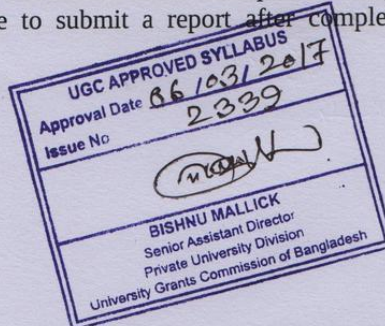 e to submit a report after comple
UGC APPROVED SYLLABUS
Approval Date 06/03/2017
Issue No 2339
BISHNU MALLICK
Senior Assistant Director
Private University Division
University Grants Commission of Bangladesh